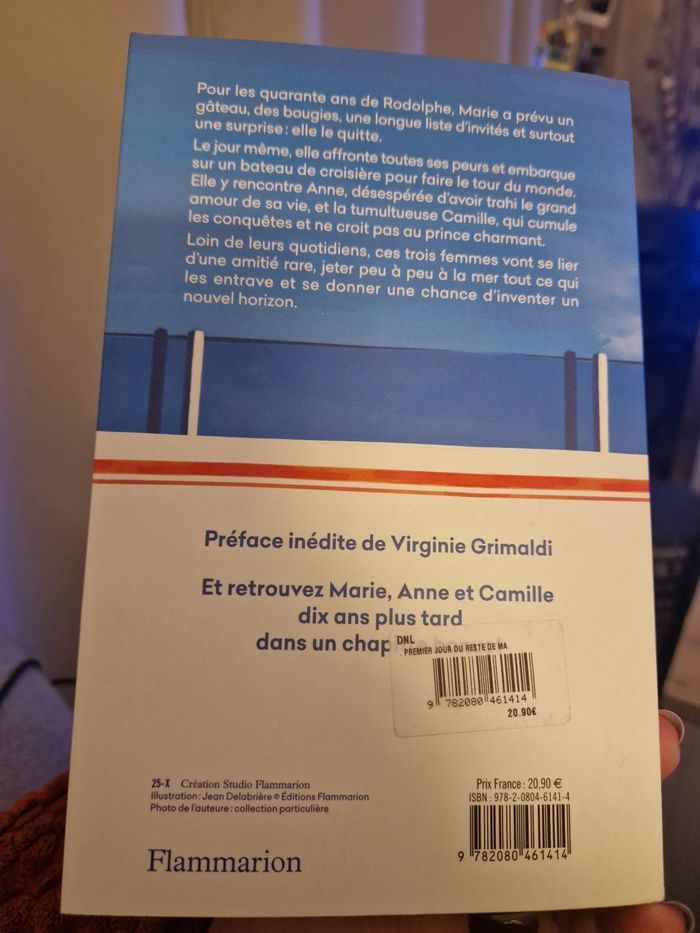 Pour les quarante ans de Rodolphe, Marie a prévu un
gâteau, des bougies, une longue liste d'invités et surtout
une surprise : elle le quitte.
Le jour même, elle affronte toutes ses peurs et embarque
sur un bateau de croisière pour faire le tour du monde.
Elle y rencontre Anne, désespérée d'avoir trahi le grand
amour de sa vie, et la tumultueuse Camille, qui cumule
les conquêtes et ne croit pas au prince charmant.
Loin de leurs quotidiens, ces trois femmes vont se lier
d'une amitié rare, jeter peu à peu à la mer tout ce qui
les entrave et se donner une chance d'inventer un
nouvel horizon.
Préface inédite de Virginie Grimaldi
Et retrouvez Marie, Anne et Camille
dix ans plus tard
dans un
DNL
PREMIER JOUR DU RESTE DE MA
9 782080 461414
20.90€
25-X Création Studio Flammarion
Illustration : Jean Delabrière © Éditions Flammarion
Photo de l'auteure : collection particulière
Flammarion
Prix France : 20,90 €
ISBN : 978-2-0804-6141-4
9 782080 461414